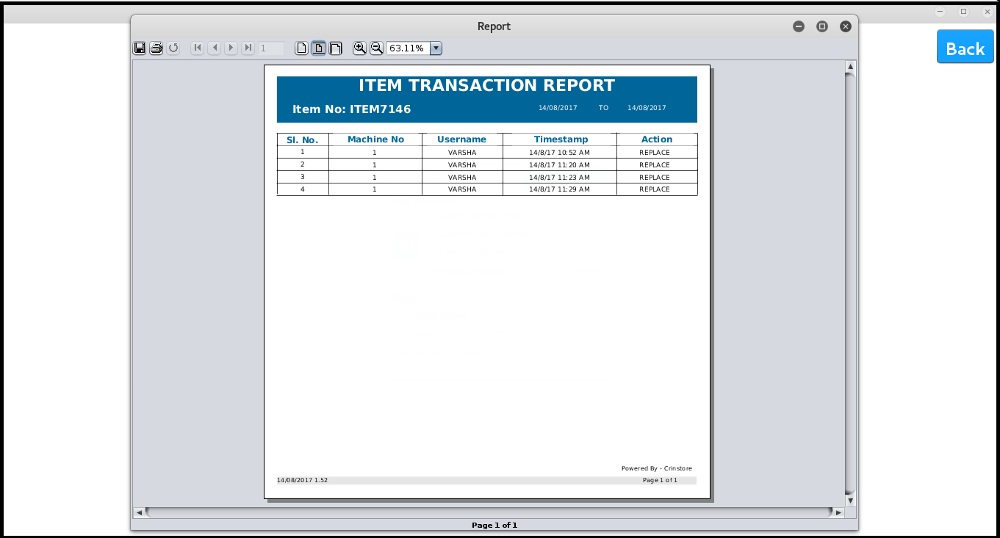 Report
Back
1
63.11%
ITEM TRANSACTION REPORT
Item No: ITEM7146 14/08/2017 TO 14/08/2017
Sl. No. Machine No Username Timestamp Action
1 1 VARSHA 14/8/17 10:52 AM REPLACE
2 1 VARSHA 14/8/17 11:20 AM REPLACE
3 1 VARSHA 14/8/17 11:23 AM REPLACE
4 1 VARSHA 14/8/17 11:29 AM REPLACE
Powered By - Crinstore
14/08/2017 1.52 Page 1 of 1
Page 1 of 1